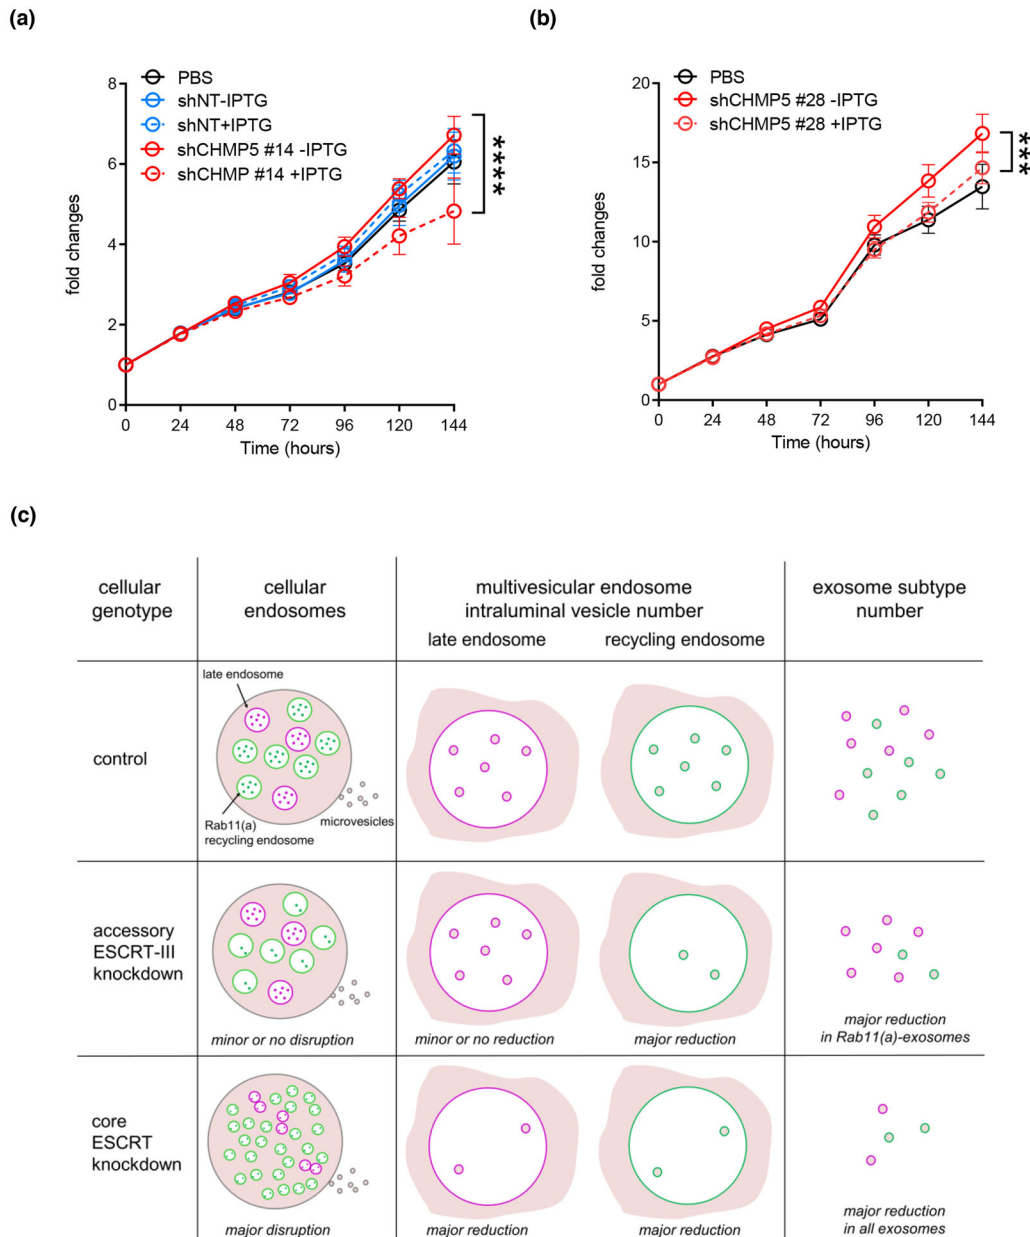 (a)
(b)
PBS
shNT-IPTG
shNT+IPTG
shCHMP5 #14 -IPTG
shCHMP #14 +IPTG
8
6
4
2
0
fold changes
0 24 48 72 96 120 144
Time (hours)
****
PBS
shCHMP5 #28 -IPTG
shCHMP5 #28 +IPTG
20
15
10
5
0
fold changes
0 24 48 72 96 120 144
Time (hours)
***
(c)
cellular
genotype
cellular
endosomes
multivesicular endosome
intraluminal vesicle number
late endosome
recycling endosome
exosome subtype
number
control
late endosome
Rab11(a)
recycling endosome
microvesicles
accessory
ESCRT-III
knockdown
minor or no disruption
minor or no reduction
major reduction
major reduction
in Rab11(a)-exosomes
core
ESCRT
knockdown
major disruption
major reduction
major reduction
major reduction
in all exosomes